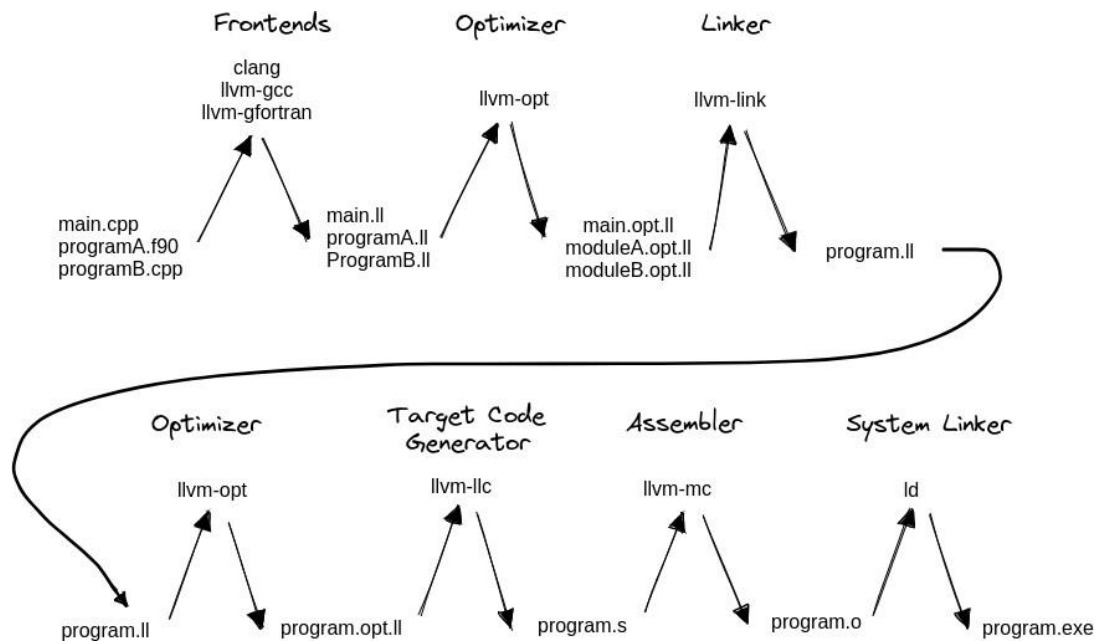 Frontends
Optimizer
Linker
clang
llvm-gcc
llvm-gfortran
llvm-opt
llvm-link
main.cpp
programA.f90
programB.cpp
main.ll
programA.ll
ProgramB.ll
main.opt.ll
moduleA.opt.ll
moduleB.opt.ll
program.ll
Optimizer
Target Code
Generator
Assembler
System Linker
llvm-opt
llvm-llc
llvm-mc
ld
program.ll
program.opt.ll
program.s
program.o
program.exe